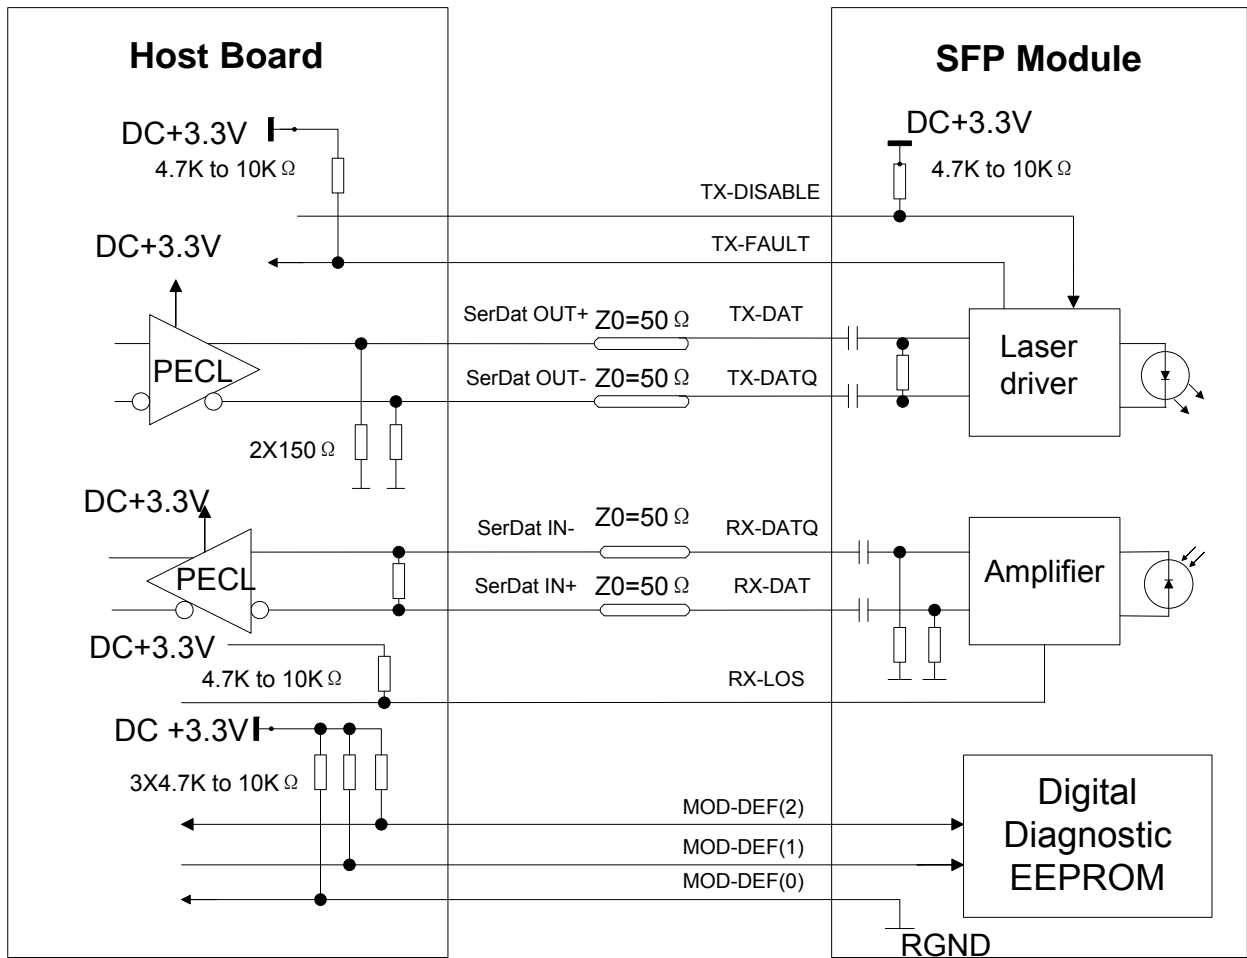 Host Board
SFP Module
DC+3.3V
4.7K to 10K Ω
DC+3.3V
4.7K to 10K Ω
TX-DISABLE
DC+3.3V
TX-FAULT
SerDat OUT+
Z0=50 Ω
TX-DAT
PECL
SerDat OUT-
Z0=50 Ω
TX-DATQ
Laser
driver
2X150 Ω
DC+3.3V
SerDat IN-
Z0=50 Ω
RX-DATQ
PECL
SerDat IN+
Z0=50 Ω
RX-DAT
Amplifier
DC+3.3V
4.7K to 10K Ω
RX-LOS
DC +3.3V
3X4.7K to 10K Ω
MOD-DEF(2)
MOD-DEF(1)
MOD-DEF(0)
Digital
Diagnostic
EEPROM
RGND